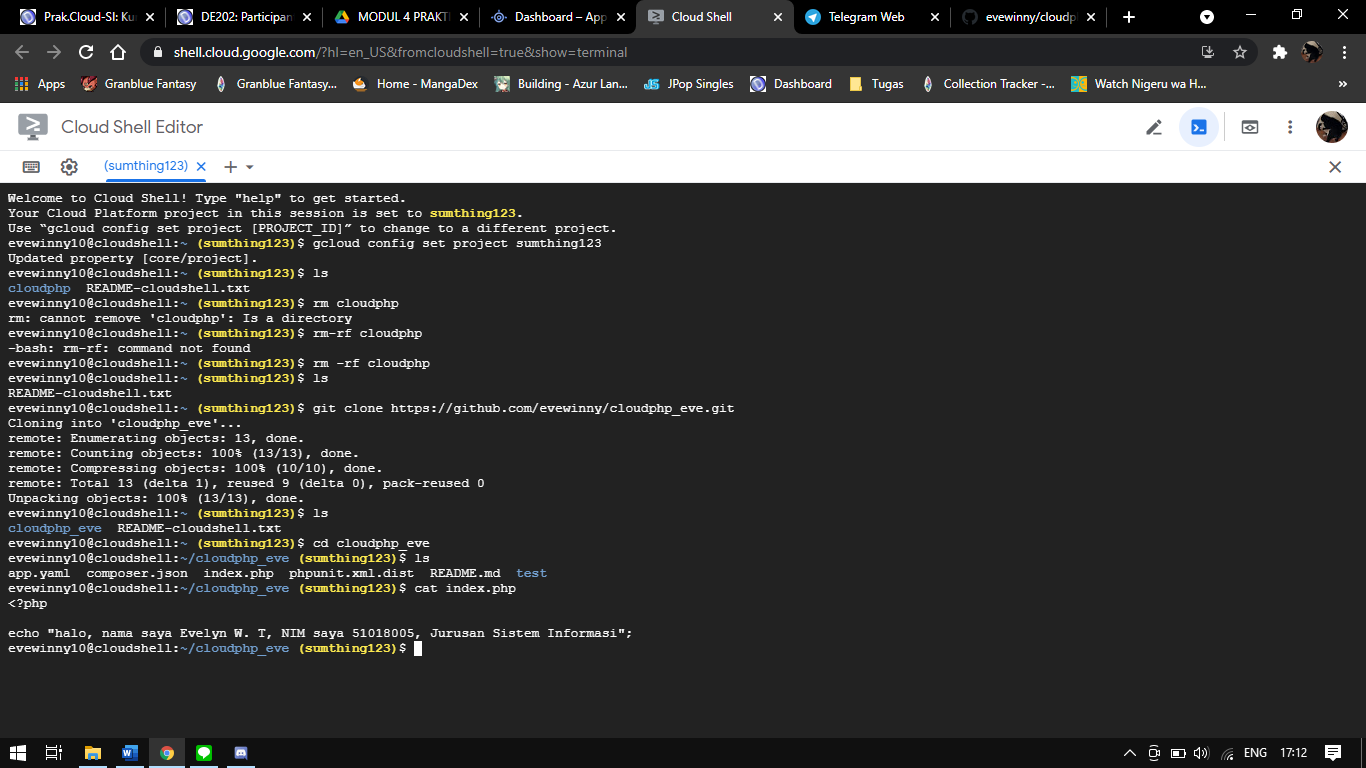 Prak.Cloud-SI: Ku
DE202: Participan
MODUL 4 PRAKT
Dashboard – App
Cloud Shell
Telegram Web
evewinny/cloudp
shell.cloud.google.com/?hl=en_US&fromcloudshell=true&show=terminal
Apps
Granblue Fantasy
Granblue Fantasy...
Home - MangaDex
Building - Azur Lan...
JPop Singles
Dashboard
Tugas
Collection Tracker -...
Watch Nigeru wa H...
»
Cloud Shell Editor
(sumthing123)
Welcome to Cloud Shell! Type "help" to get started.
Your Cloud Platform project in this session is set to sumthing123.
Use “gcloud config set project [PROJECT_ID]” to change to a different project.
evewinny10@cloudshell:~ (sumthing123)$ gcloud config set project sumthing123
Updated property [core/project].
evewinny10@cloudshell:~ (sumthing123)$ ls
cloudphp  README-cloudshell.txt
evewinny10@cloudshell:~ (sumthing123)$ rm cloudphp
rm: cannot remove 'cloudphp': Is a directory
evewinny10@cloudshell:~ (sumthing123)$ rm-rf cloudphp
-bash: rm-rf: command not found
evewinny10@cloudshell:~ (sumthing123)$ rm -rf cloudphp
evewinny10@cloudshell:~ (sumthing123)$ ls
README-cloudshell.txt
evewinny10@cloudshell:~ (sumthing123)$ git clone https://github.com/evewinny/cloudphp_eve.git
Cloning into 'cloudphp_eve'...
remote: Enumerating objects: 13, done.
remote: Counting objects: 100% (13/13), done.
remote: Compressing objects: 100% (10/10), done.
remote: Total 13 (delta 1), reused 9 (delta 0), pack-reused 0
Unpacking objects: 100% (13/13), done.
evewinny10@cloudshell:~ (sumthing123)$ ls
cloudphp_eve  README-cloudshell.txt
evewinny10@cloudshell:~ (sumthing123)$ cd cloudphp_eve
evewinny10@cloudshell:~/cloudphp_eve (sumthing123)$ ls
app.yaml  composer.json  index.php  phpunit.xml.dist  README.md  test
evewinny10@cloudshell:~/cloudphp_eve (sumthing123)$ cat index.php
<?php
echo "halo, nama saya Evelyn W. T, NIM saya 51018005, Jurusan Sistem Informasi";
evewinny10@cloudshell:~/cloudphp_eve (sumthing123)$
ENG
17:12